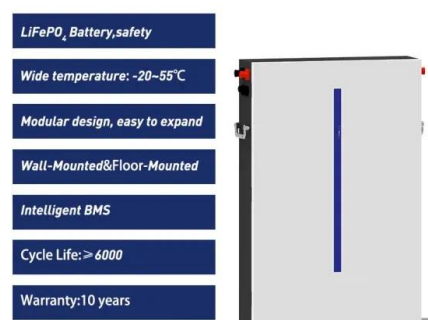 LiFePO₄ Battery,safety
Wide temperature: -20~55℃
Modular design, easy to expand
Wall-Mounted&Floor-Mounted
Intelligent BMS
Cycle Life:≥6000
Warranty:10 years